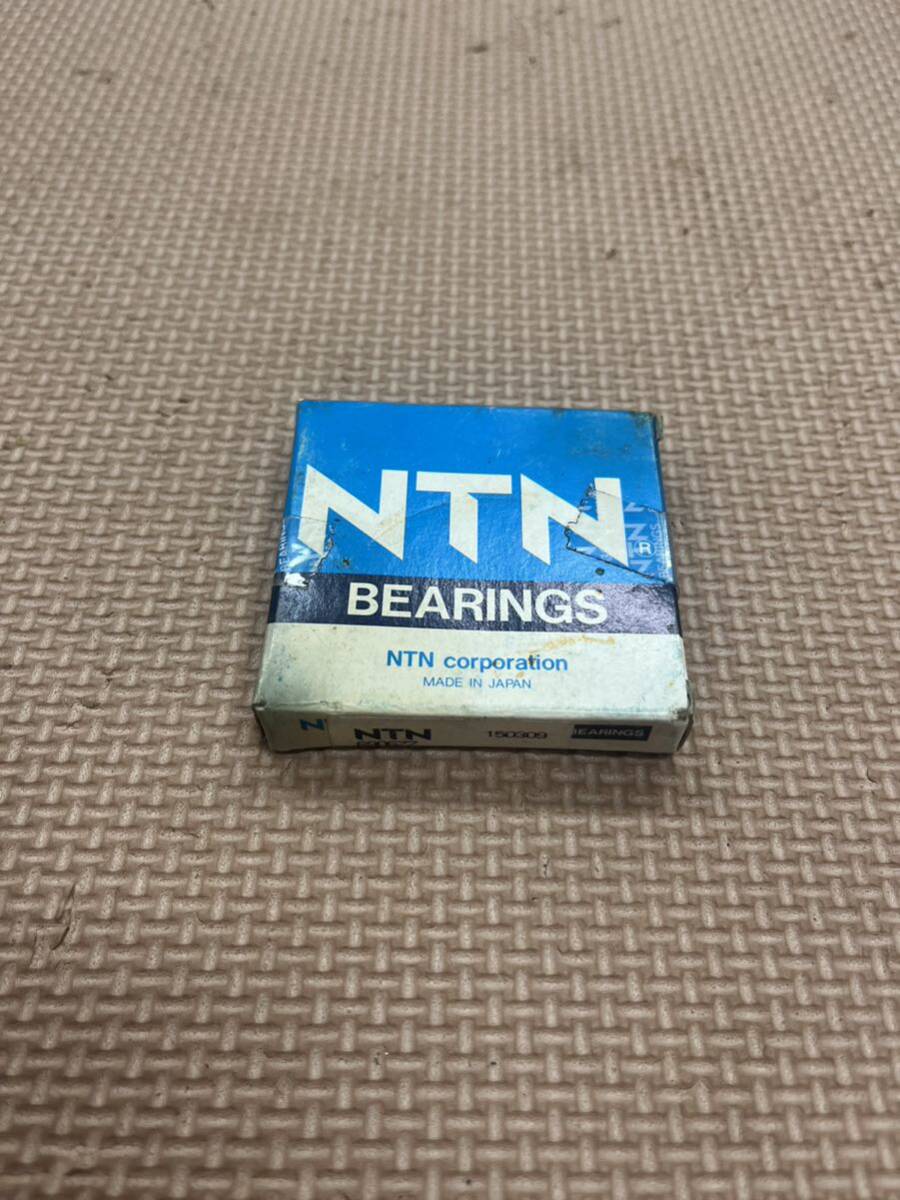 NTN
®
BEARINGS
NTN corporation
MADE IN JAPAN
NTN 150309 BEARINGS